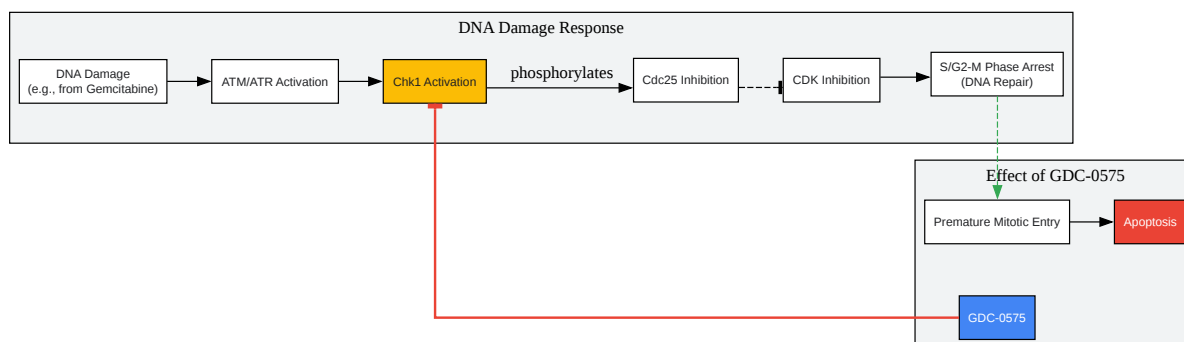 DNA Damage Response
DNA Damage
(e.g., from Gemcitabine)
ATM/ATR Activation
Chk1 Activation
phosphorylates
Cdc25 Inhibition
CDK Inhibition
S/G2-M Phase Arrest
(DNA Repair)
Effect of GDC-0575
Premature Mitotic Entry
Apoptosis
GDC-0575